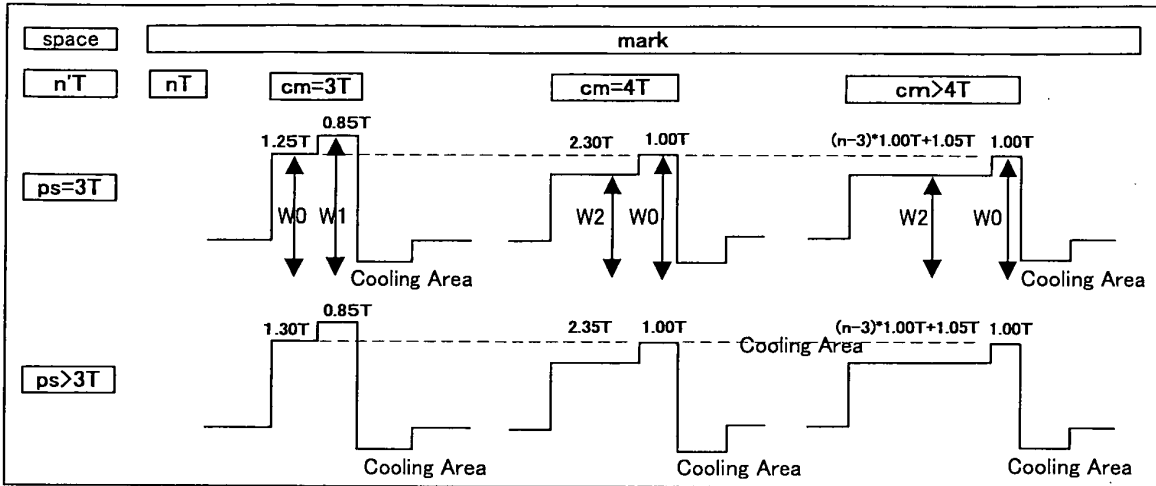 space mark
n'T nT cm=3T cm=4T cm>4T
0.85T
1.25T 2.30T 1.00T (n-3)*1.00T+1.05T 1.00T
ps=3T
W0 W1 W2 W0 W2 W0
Cooling Area Cooling Area Cooling Area
0.85T
1.30T 2.35T 1.00T (n-3)*1.00T+1.05T 1.00T
Cooling Area
ps>3T
Cooling Area Cooling Area Cooling Area